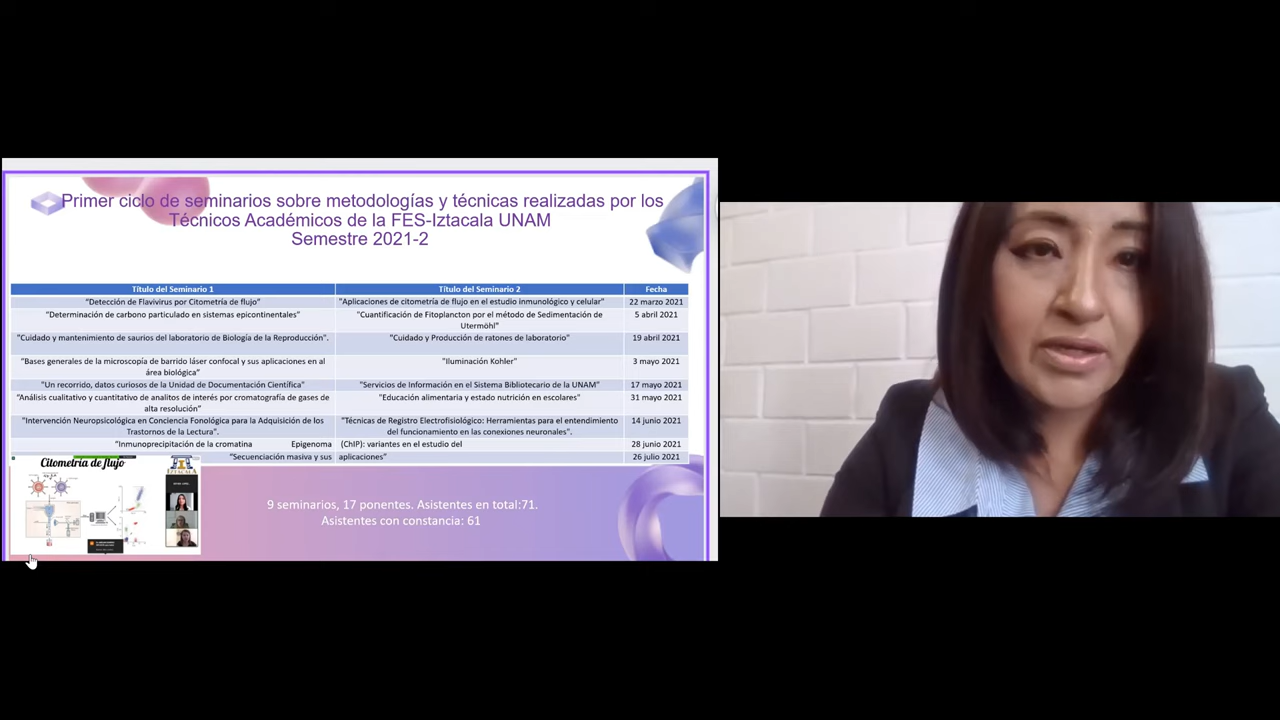 Primer ciclo de seminarios sobre metodologías y técnicas realizadas por los
Técnicos Académicos de la FES-Iztacala UNAM
Semestre 2021-2
Título del Seminario 1 Título del Seminario 2 Fecha
"Detección de Flavivirus por Citometría de flujo" "Aplicaciones de citometría de flujo en el estudio inmunológico y celular" 22 marzo 2021
"Determinación de carbono particulado en sistemas epicontinentales" "Cuantificación de Fitoplancton por el método de Sedimentación de 5 abril 2021
Utermöhl"
"Cuidado y mantenimiento de saurios del laboratorio de Biología de la Reproducción". "Cuidado y Producción de ratones de laboratorio" 19 abril 2021
"Bases generales de la microscopía de barrido láser confocal y sus aplicaciones en al "Iluminación Kohler" 3 mayo 2021
área biológica"
"Un recorrido, datos curiosos de la Unidad de Documentación Científica" "Servicios de Información en el Sistema Bibliotecario de la UNAM" 17 mayo 2021
"Análisis cualitativo y cuantitativo de analitos de interés por cromatografía de gases de "Educación alimentaria y estado nutrición en escolares" 31 mayo 2021
alta resolución"
"Intervención Neuropsicológica en Conciencia Fonológica para la Adquisición de los "Técnicas de Registro Electrofisiológico: Herramientas para el entendimiento 14 junio 2021
Trastornos de la Lectura". del funcionamiento en las conexiones neuronales".
"Inmunoprecipitación de la cromatina Epigenoma (ChIP): variantes en el estudio del 28 junio 2021
"Secuenciación masiva y sus aplicaciones" 26 julio 2021
Citometría de flujo
IZTACALA
9 seminarios, 17 ponentes. Asistentes en total:71.
Asistentes con constancia: 61